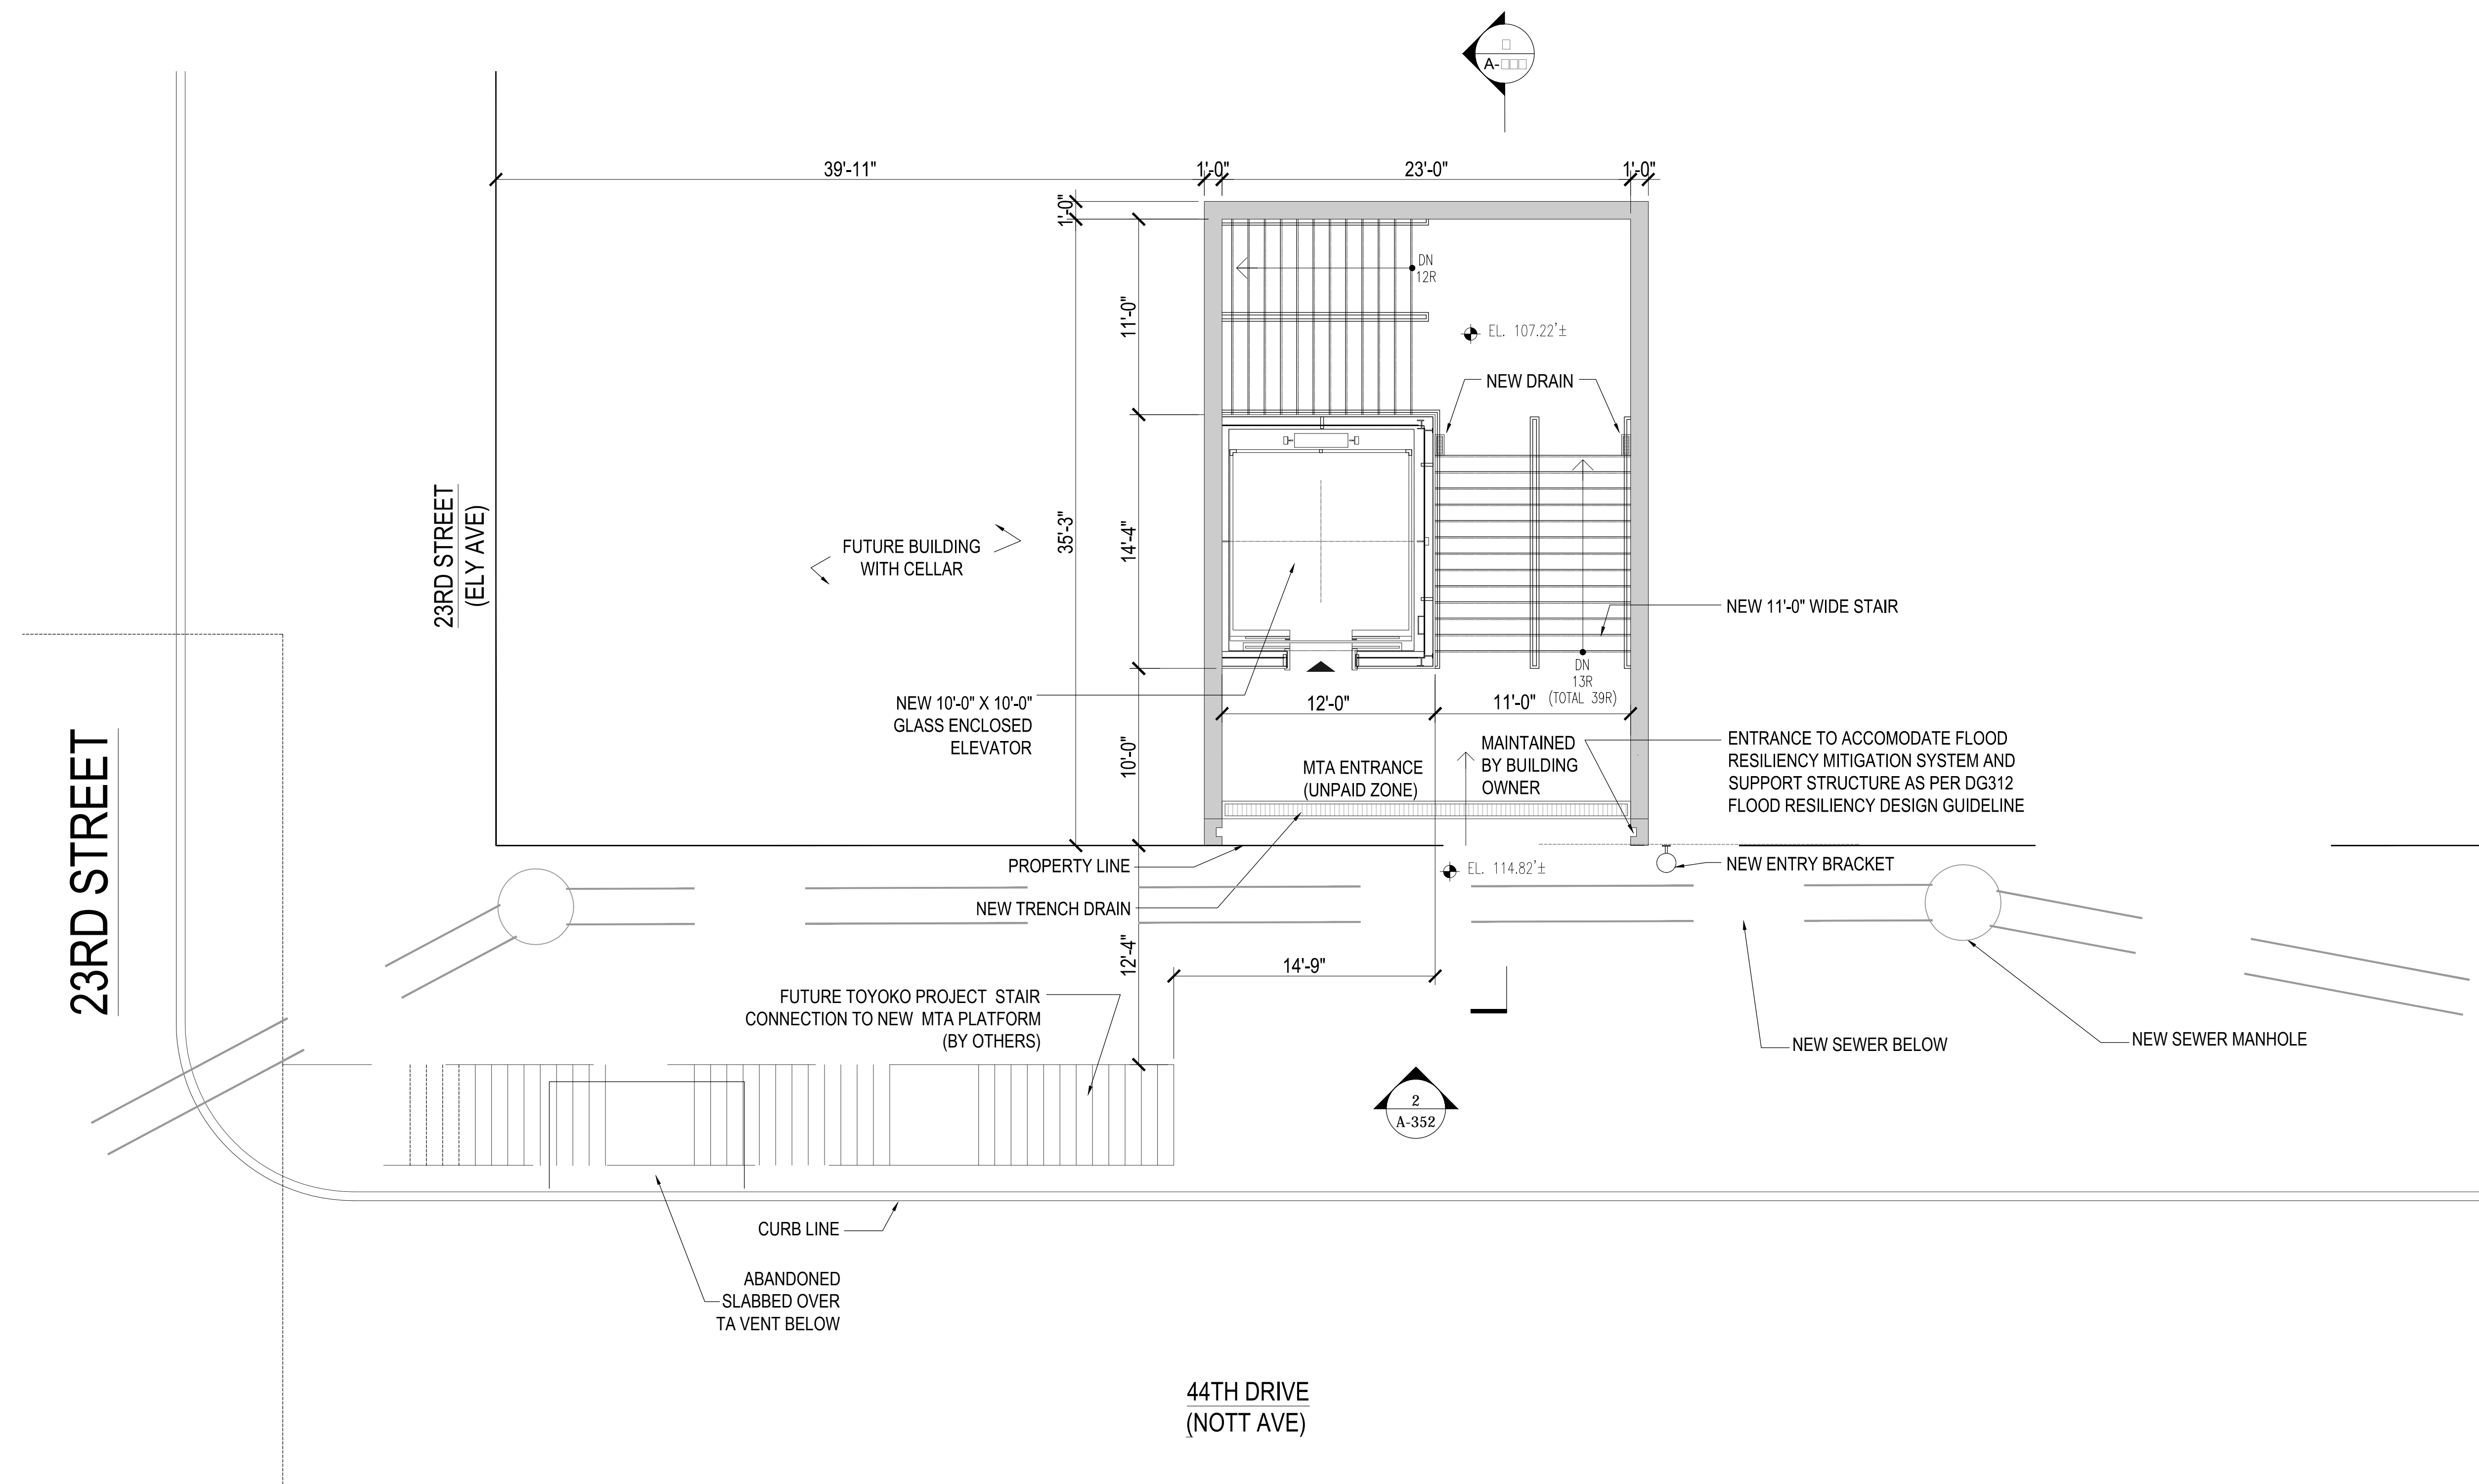 A-□□□
39'-11"
1'-0"
23'-0"
1'-0"
1'-0"
DN
12R
11'-0"
EL. 107.22'±
NEW DRAIN
23RD STREET
(ELY AVE)
FUTURE BUILDING
WITH CELLAR
35'-3"
14'-4"
NEW 11'-0" WIDE STAIR
DN
13R
(TOTAL 39R)
NEW 10'-0" X 10'-0"
GLASS ENCLOSED
ELEVATOR
12'-0"
11'-0"
10'-0"
MTA ENTRANCE
(UNPAID ZONE)
MAINTAINED
BY BUILDING
OWNER
ENTRANCE TO ACCOMODATE FLOOD
RESILIENCY MITIGATION SYSTEM AND
SUPPORT STRUCTURE AS PER DG312
FLOOD RESILIENCY DESIGN GUIDELINE
23RD STREET
PROPERTY LINE
EL. 114.82'±
NEW ENTRY BRACKET
NEW TRENCH DRAIN
12'-4"
14'-9"
FUTURE TOYOKO PROJECT  STAIR
CONNECTION TO NEW  MTA PLATFORM
(BY OTHERS)
NEW SEWER BELOW
NEW SEWER MANHOLE
2
A-352
CURB LINE
ABANDONED
SLABBED OVER
TA VENT BELOW
44TH DRIVE
(NOTT AVE)